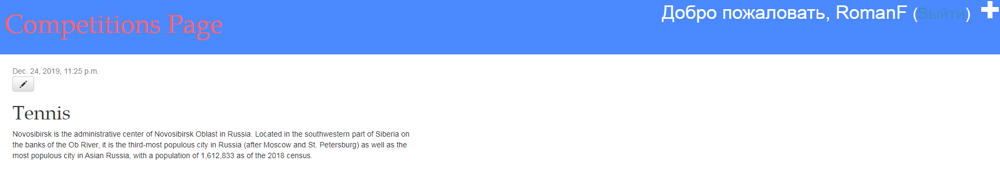 Competitions Page
Добро пожаловать, RomanF (Выйти)
Dec. 24, 2019, 11:25 p.m.
Tennis
Novosibirsk is the administrative center of Novosibirsk Oblast in Russia. Located in the southwestern part of Siberia on
the banks of the Ob River, it is the third-most populous city in Russia (after Moscow and St. Petersburg) as well as the
most populous city in Asian Russia, with a population of 1,612,833 as of the 2018 census.